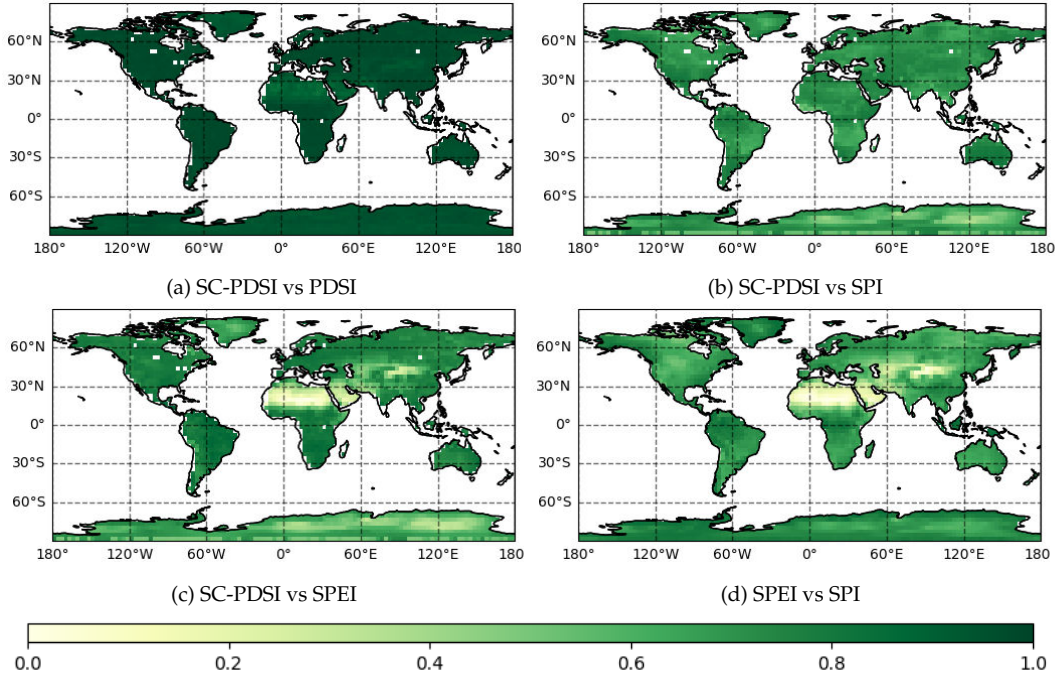 60°N 60°N
30°N 30°N
0° 0°
30°S 30°S
60°S 60°S
180° 120°W 60°W 0° 60°E 120°E 180° 180° 120°W 60°W 0° 60°E 120°E 180°
(a) SC-PDSI vs PDSI (b) SC-PDSI vs SPI
60°N 60°N
30°N 30°N
0° 0°
30°S 30°S
60°S 60°S
180° 120°W 60°W 0° 60°E 120°E 180° 180° 120°W 60°W 0° 60°E 120°E 180°
(c) SC-PDSI vs SPEI (d) SPEI vs SPI
0.0 0.2 0.4 0.6 0.8 1.0